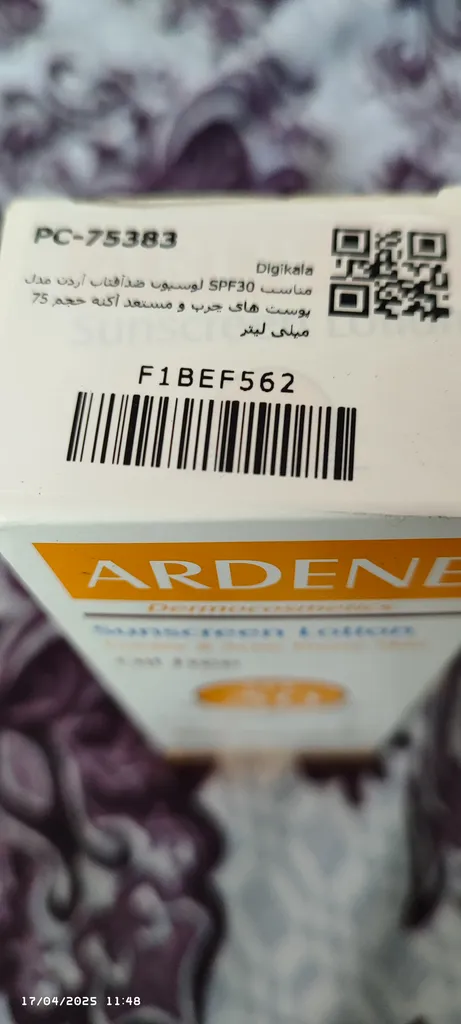 PC-75383
Digikala
لوسیون ضدآفتاب آردن مدل SPF30 مناسب
پوست های چرب و مستعد آکنه حجم 75
میلی لیتر
F1BEF562
ARDENE
Dermocosmetics
Sunscreen Lotion
17/04/2025 11:48